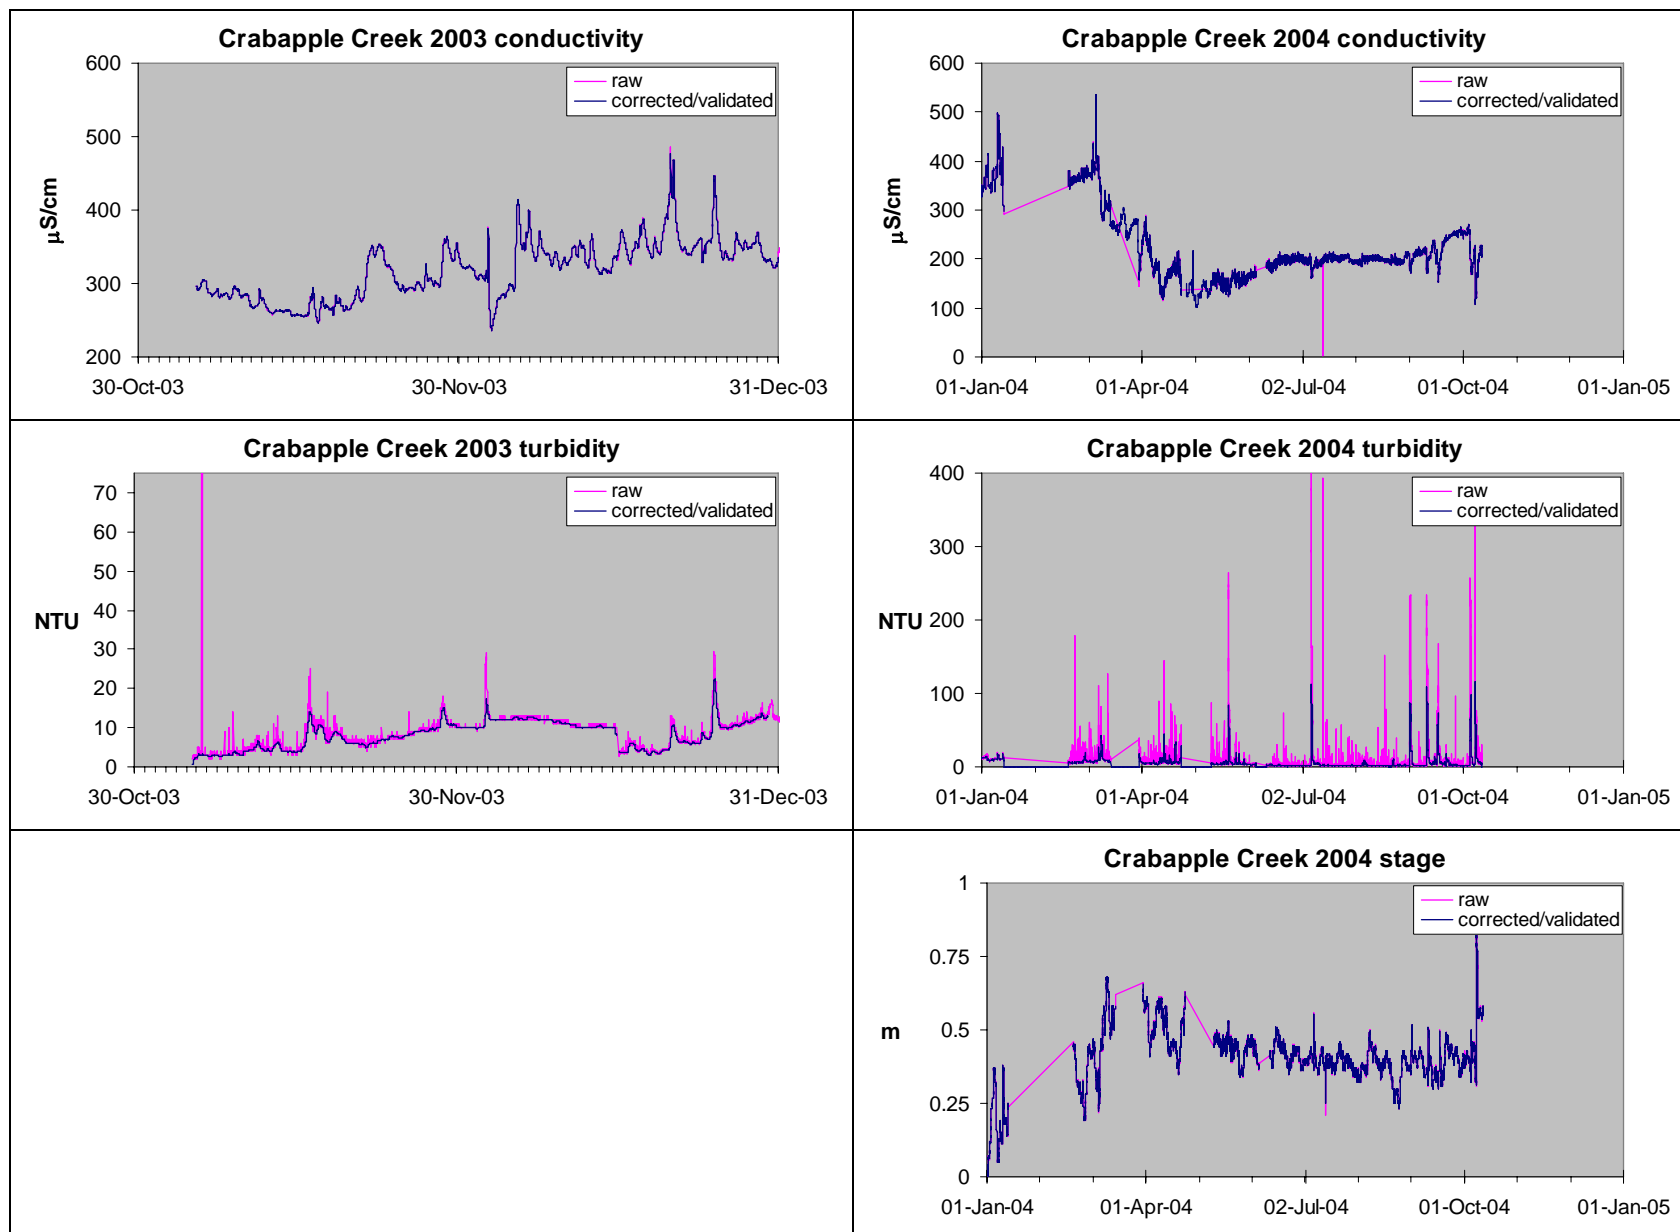 Crabapple Creek 2003 conductivity
600
500
400
300
200
μS/cm
raw
corrected/validated
30-Oct-03
30-Nov-03
31-Dec-03
Crabapple Creek 2004 conductivity
600
500
400
300
200
100
0
μS/cm
raw
corrected/validated
01-Jan-04
01-Apr-04
02-Jul-04
01-Oct-04
01-Jan-05
Crabapple Creek 2003 turbidity
70
60
50
40
30
20
10
0
NTU
raw
corrected/validated
30-Oct-03
30-Nov-03
31-Dec-03
Crabapple Creek 2004 turbidity
400
300
200
100
0
NTU
raw
corrected/validated
01-Jan-04
01-Apr-04
02-Jul-04
01-Oct-04
01-Jan-05
Crabapple Creek 2004 stage
1
0.75
0.5
0.25
0
m
raw
corrected/validated
01-Jan-04
01-Apr-04
02-Jul-04
01-Oct-04
01-Jan-05